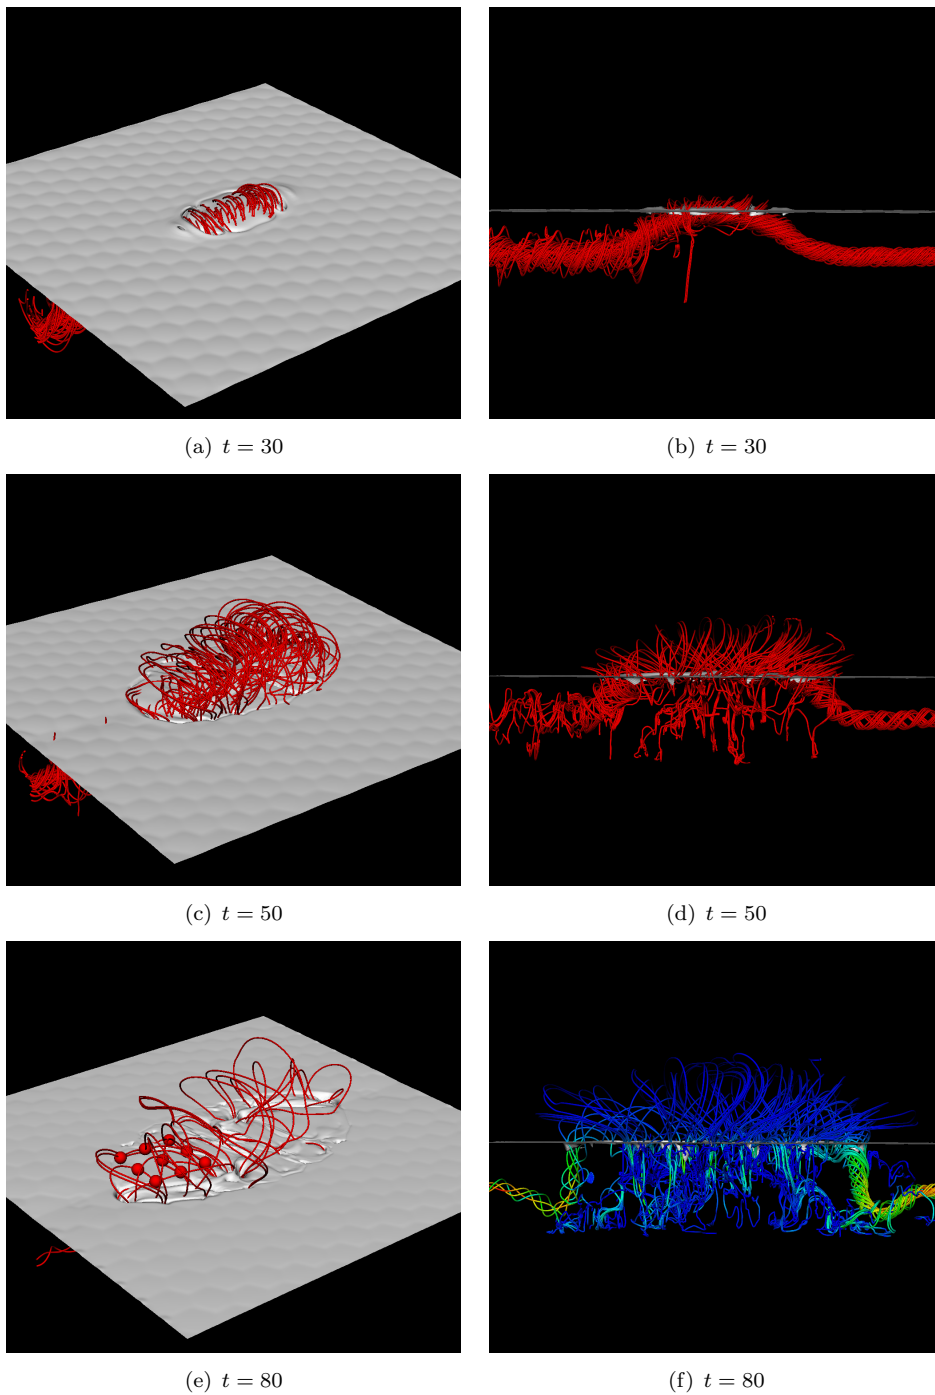 (a) t = 30
(b) t = 30
(c) t = 50
(d) t = 50
(e) t = 80
(f) t = 80